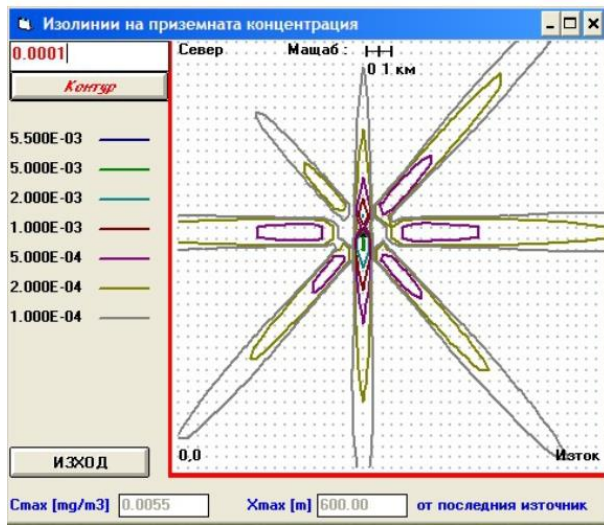 Изолинии на приземната концентрация
0.0001
Контур
5.500E-03
5.000E-03
2.000E-03
1.000E-03
5.000E-04
2.000E-04
1.000E-04
ИЗХОД
Север
Мащаб :
0 1 км
0,0
Изток
Cmax [mg/m3] 0.0055 Xmax [m] 600.00 от последния източник